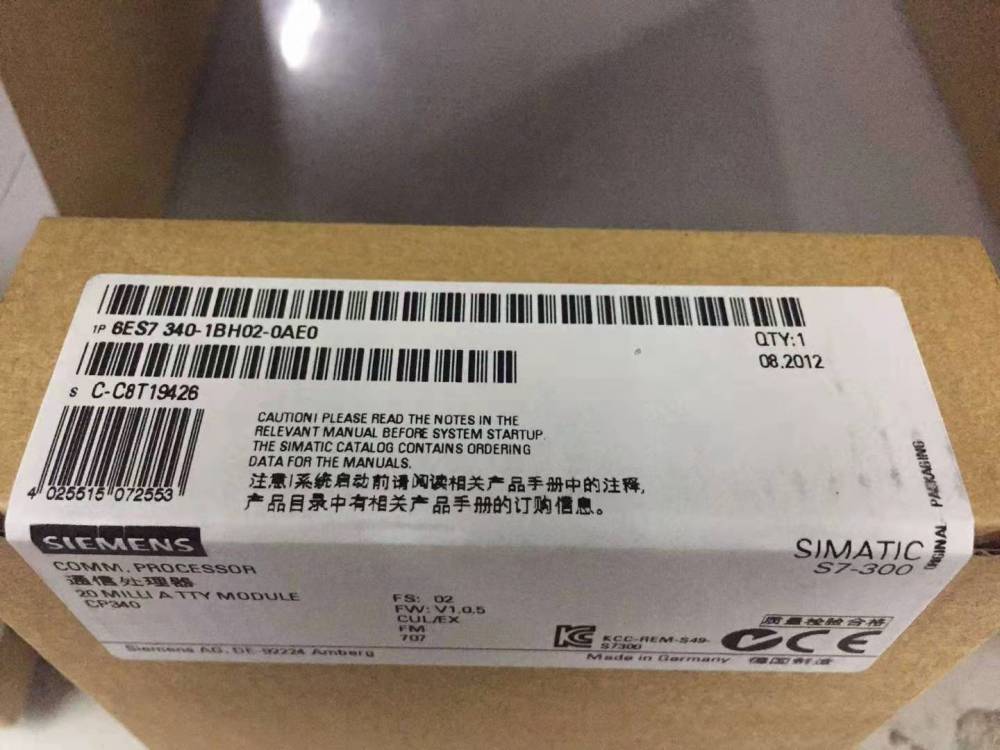 1P 6ES7 340-1BH02-0AE0
QTY:1
08.2012
S C-C8T19426
CAUTION! PLEASE READ THE NOTES IN THE
RELEVANT MANUAL BEFORE SYSTEM STARTUP.
THE SIMATIC CATALOG CONTAINS ORDERING
DATA FOR THE MANUALS.
注意!系统启动前请阅读相关产品手册中的注释,
产品目录中有相关产品手册的订购信息。
4 025515 072553
ORIGINAL PACKAGING
SIEMENS
SIMATIC
S7-300
COMM. PROCESSOR
通信处理器
20 MILLI A TTY MODULE
CP340
FS: 02
FW: V1.0.5
CUL/EX
FM
707
KCC-REM-S49-
S7300
质量检验合格
CE
Siemens AG, DE-92224 Amberg
Made in Germany 德国制造